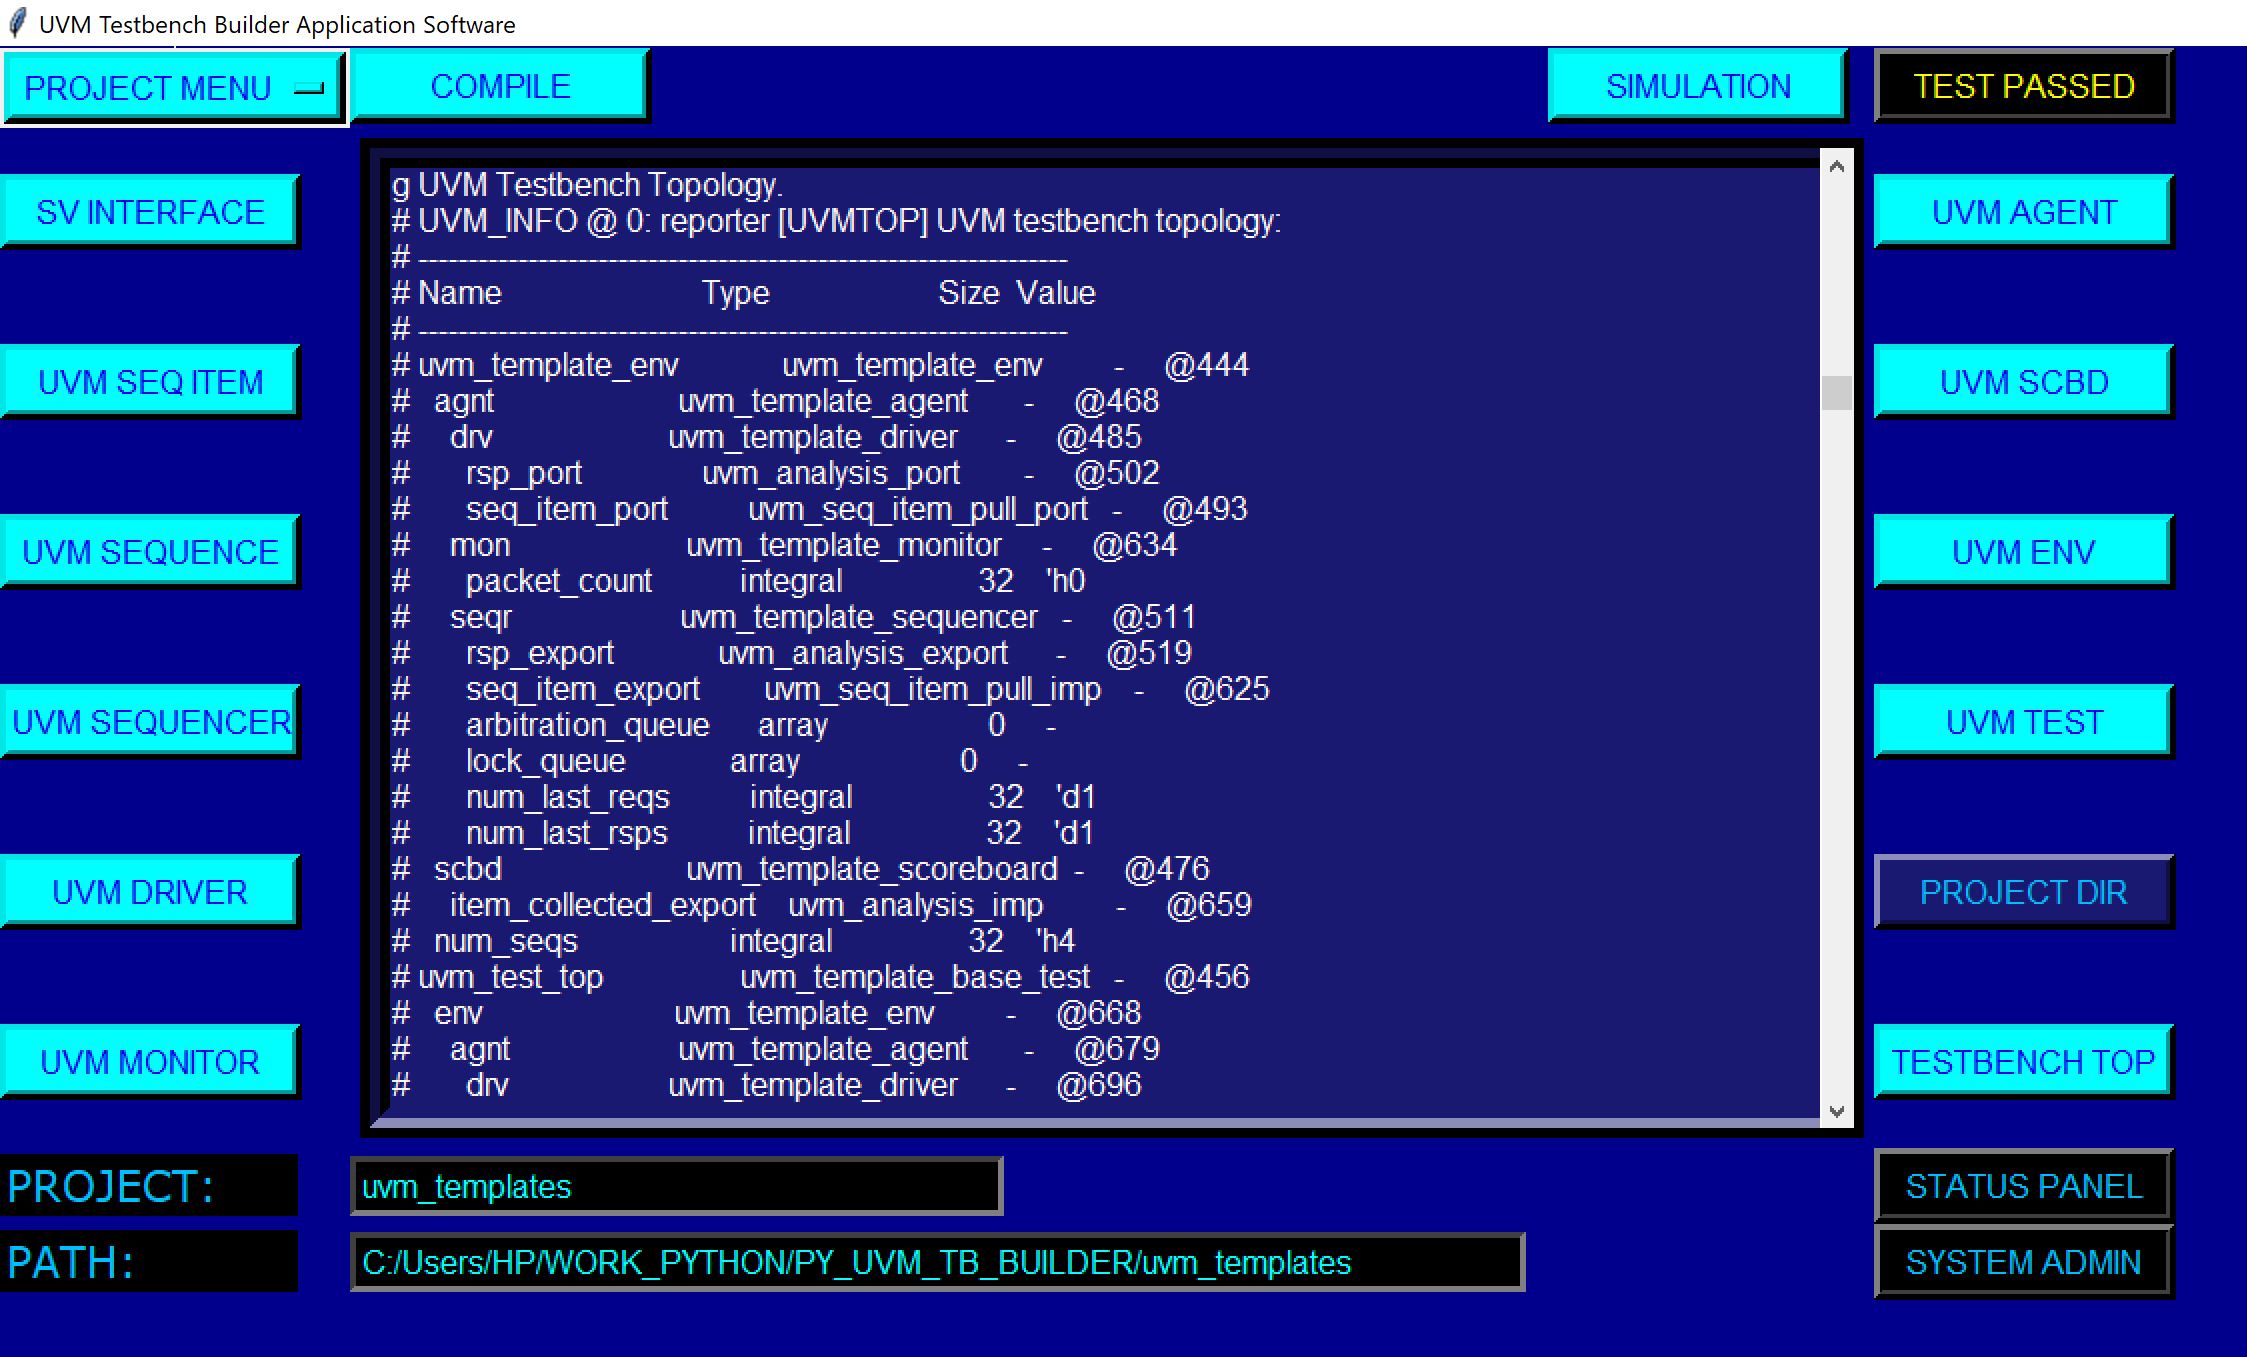 UVM Testbench Builder Application Software
PROJECT MENU
COMPILE
SIMULATION
TEST PASSED
SV INTERFACE
UVM SEQ ITEM
UVM SEQUENCE
UVM SEQUENCER
UVM DRIVER
UVM MONITOR
g UVM Testbench Topology.
# UVM_INFO @ 0: reporter [UVMTOP] UVM testbench topology:
# ------------------------------------------------------------------
# Name Type Size Value
# ------------------------------------------------------------------
# uvm_template_env uvm_template_env - @444
# agnt uvm_template_agent - @468
# drv uvm_template_driver - @485
# rsp_port uvm_analysis_port - @502
# seq_item_port uvm_seq_item_pull_port - @493
# mon uvm_template_monitor - @634
# packet_count integral 32 'h0
# seqr uvm_template_sequencer - @511
# rsp_export uvm_analysis_export - @519
# seq_item_export uvm_seq_item_pull_imp - @625
# arbitration_queue array 0 -
# lock_queue array 0 -
# num_last_reqs integral 32 'd1
# num_last_rsps integral 32 'd1
# scbd uvm_template_scoreboard - @476
# item_collected_export uvm_analysis_imp - @659
# num_seqs integral 32 'h4
# uvm_test_top uvm_template_base_test - @456
# env uvm_template_env - @668
# agnt uvm_template_agent - @679
# drv uvm_template_driver - @696
UVM AGENT
UVM SCBD
UVM ENV
UVM TEST
PROJECT DIR
TESTBENCH TOP
PROJECT: uvm_templates
STATUS PANEL
PATH: C:/Users/HP/WORK_PYTHON/PY_UVM_TB_BUILDER/uvm_templates
SYSTEM ADMIN